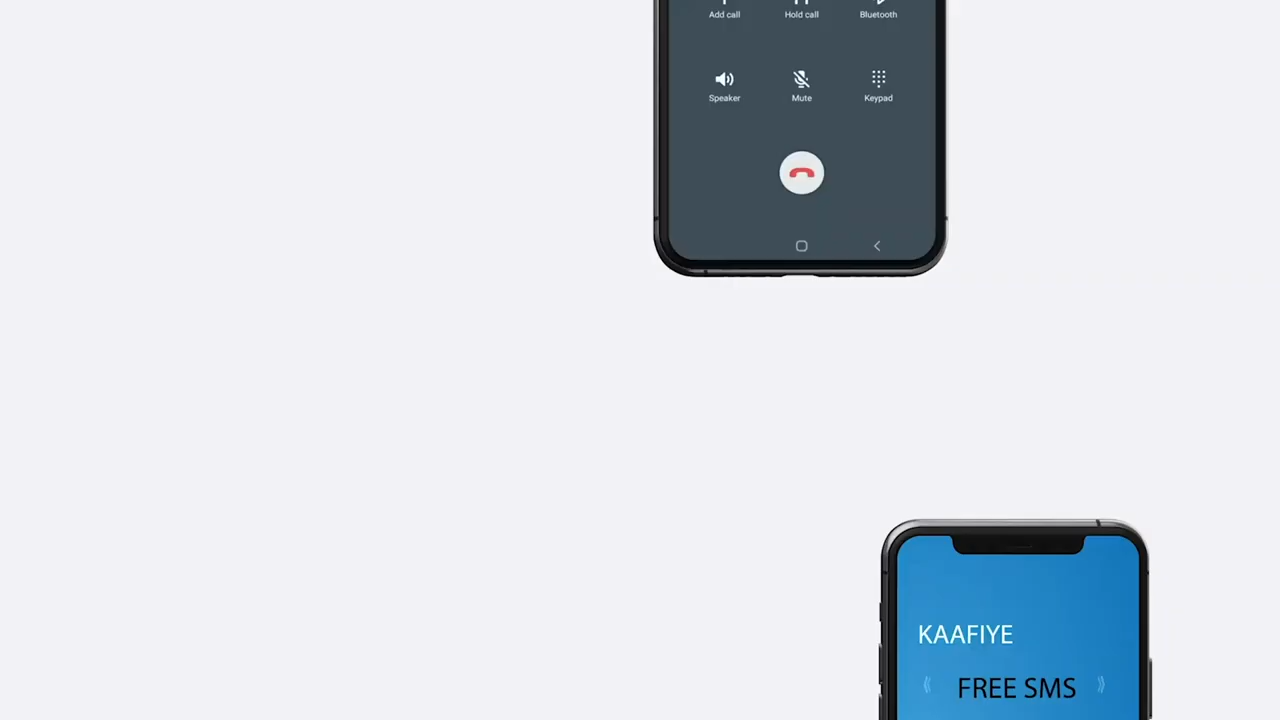 Add call Hold call Bluetooth
Speaker Mute Keypad
KAAFIYE
FREE SMS